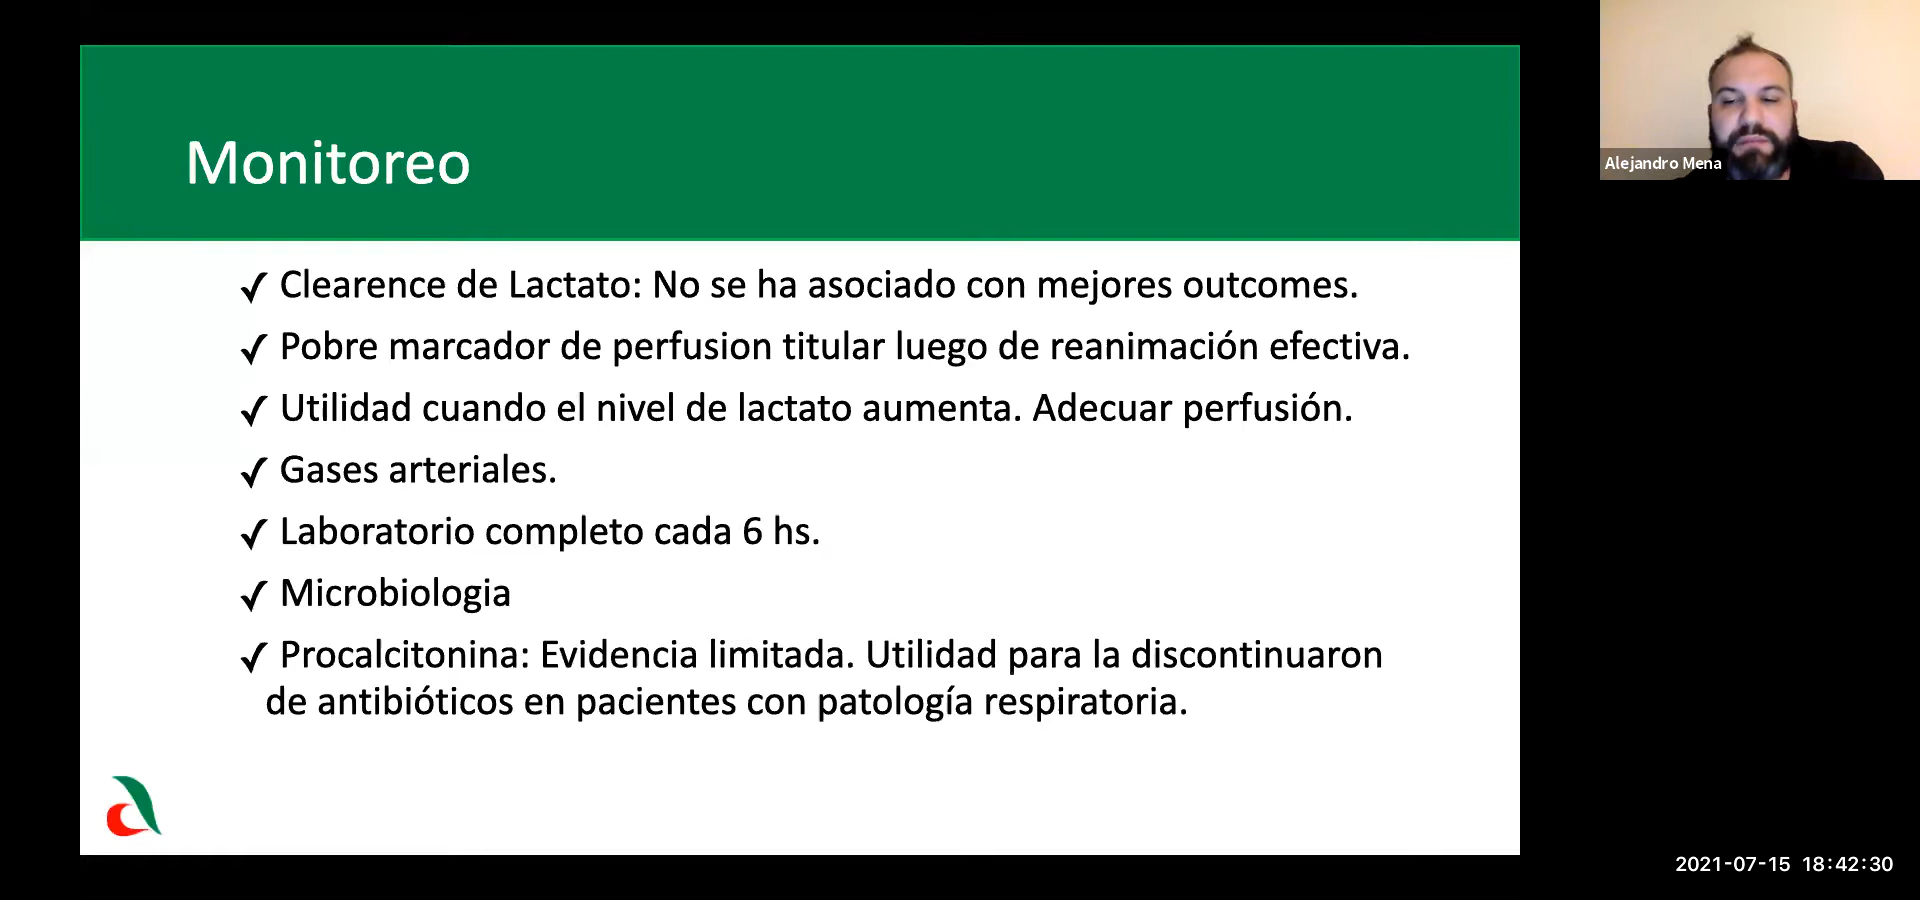 Monitoreo
✓ Clearence de Lactato: No se ha asociado con mejores outcomes.
✓ Pobre marcador de perfusion titular luego de reanimación efectiva.
✓ Utilidad cuando el nivel de lactato aumenta. Adecuar perfusión.
✓ Gases arteriales.
✓ Laboratorio completo cada 6 hs.
✓ Microbiologia
✓ Procalcitonina: Evidencia limitada. Utilidad para la discontinuaron
de antibióticos en pacientes con patología respiratoria.
Alejandro Mena
2021-07-15 18:42:30